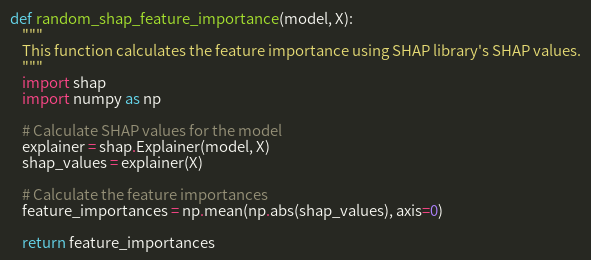 def random_shap_feature_importance(model, X):
    """
    This function calculates the feature importance using SHAP library's SHAP values.
    """
    import shap
    import numpy as np

    # Calculate SHAP values for the model
    explainer = shap.Explainer(model, X)
    shap_values = explainer(X)

    # Calculate the feature importances
    feature_importances = np.mean(np.abs(shap_values), axis=0)

    return feature_importances